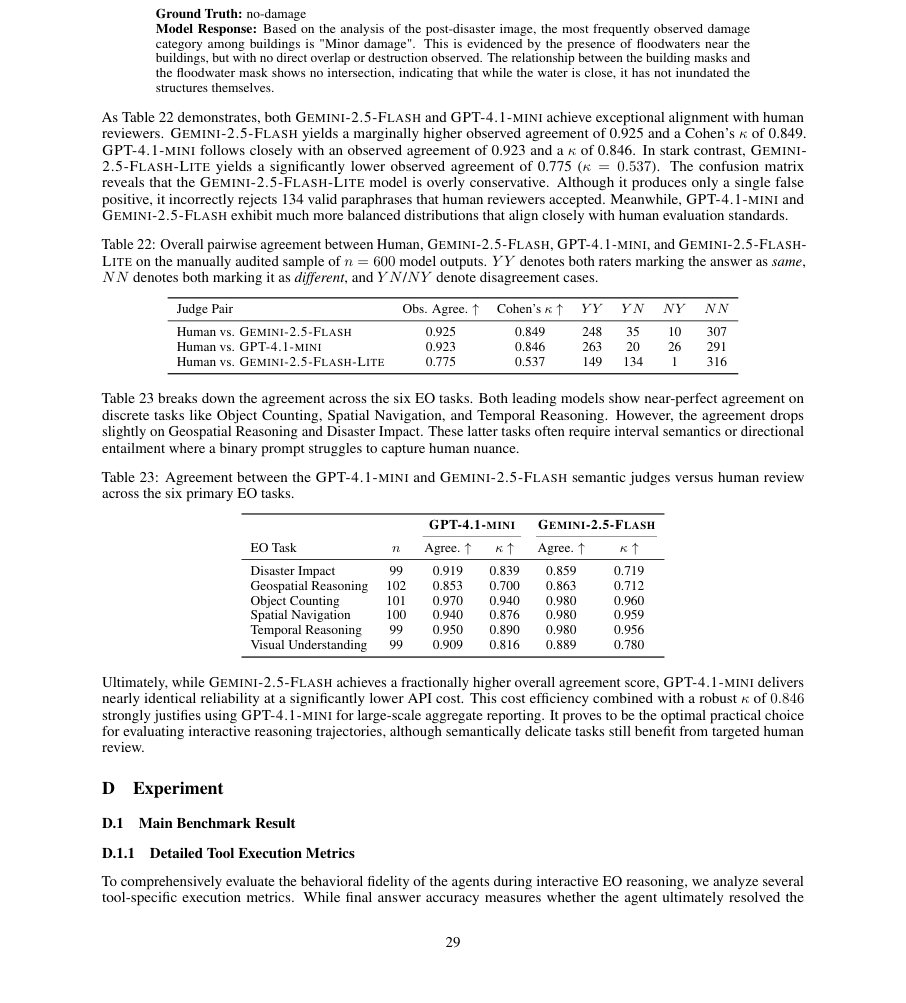 Ground Truth: no-damage
Model Response: Based on the analysis of the post-disaster image, the most frequently observed damage
category among buildings is "Minor damage". This is evidenced by the presence of floodwaters near the
buildings, but with no direct overlap or destruction observed. The relationship between the building masks and
the floodwater mask shows no intersection, indicating that while the water is close, it has not inundated the
structures themselves.
As Table 22 demonstrates, both GEMINI-2.5-FLASH and GPT-4.1-MINI achieve exceptional alignment with human
reviewers. GEMINI-2.5-FLASH yields a marginally higher observed agreement of 0.925 and a Cohen's κ of 0.849.
GPT-4.1-MINI follows closely with an observed agreement of 0.923 and a κ of 0.846. In stark contrast, GEMINI-
2.5-FLASH-LITE yields a significantly lower observed agreement of 0.775 (κ = 0.537). The confusion matrix
reveals that the GEMINI-2.5-FLASH-LITE model is overly conservative. Although it produces only a single false
positive, it incorrectly rejects 134 valid paraphrases that human reviewers accepted. Meanwhile, GPT-4.1-MINI and
GEMINI-2.5-FLASH exhibit much more balanced distributions that align closely with human evaluation standards.
Table 22: Overall pairwise agreement between Human, GEMINI-2.5-FLASH, GPT-4.1-MINI, and GEMINI-2.5-FLASH-
LITE on the manually audited sample of n = 600 model outputs. YY denotes both raters marking the answer as same,
NN denotes both marking it as different, and YN/NY denote disagreement cases.
Judge Pair Obs. Agree. ↑ Cohen's κ ↑ YY YN NY NN
Human vs. GEMINI-2.5-FLASH 0.925 0.849 248 35 10 307
Human vs. GPT-4.1-MINI 0.923 0.846 263 20 26 291
Human vs. GEMINI-2.5-FLASH-LITE 0.775 0.537 149 134 1 316
Table 23 breaks down the agreement across the six EO tasks. Both leading models show near-perfect agreement on
discrete tasks like Object Counting, Spatial Navigation, and Temporal Reasoning. However, the agreement drops
slightly on Geospatial Reasoning and Disaster Impact. These latter tasks often require interval semantics or directional
entailment where a binary prompt struggles to capture human nuance.
Table 23: Agreement between the GPT-4.1-MINI and GEMINI-2.5-FLASH semantic judges versus human review
across the six primary EO tasks.
GPT-4.1-MINI GEMINI-2.5-FLASH
EO Task n Agree. ↑ κ ↑ Agree. ↑ κ ↑
Disaster Impact 99 0.919 0.839 0.859 0.719
Geospatial Reasoning 102 0.853 0.700 0.863 0.712
Object Counting 101 0.970 0.940 0.980 0.960
Spatial Navigation 100 0.940 0.876 0.980 0.959
Temporal Reasoning 99 0.950 0.890 0.980 0.956
Visual Understanding 99 0.909 0.816 0.889 0.780
Ultimately, while GEMINI-2.5-FLASH achieves a fractionally higher overall agreement score, GPT-4.1-MINI delivers
nearly identical reliability at a significantly lower API cost. This cost efficiency combined with a robust κ of 0.846
strongly justifies using GPT-4.1-MINI for large-scale aggregate reporting. It proves to be the optimal practical choice
for evaluating interactive reasoning trajectories, although semantically delicate tasks still benefit from targeted human
review.
D Experiment
D.1 Main Benchmark Result
D.1.1 Detailed Tool Execution Metrics
To comprehensively evaluate the behavioral fidelity of the agents during interactive EO reasoning, we analyze several
tool-specific execution metrics. While final answer accuracy measures whether the agent ultimately resolved the
29